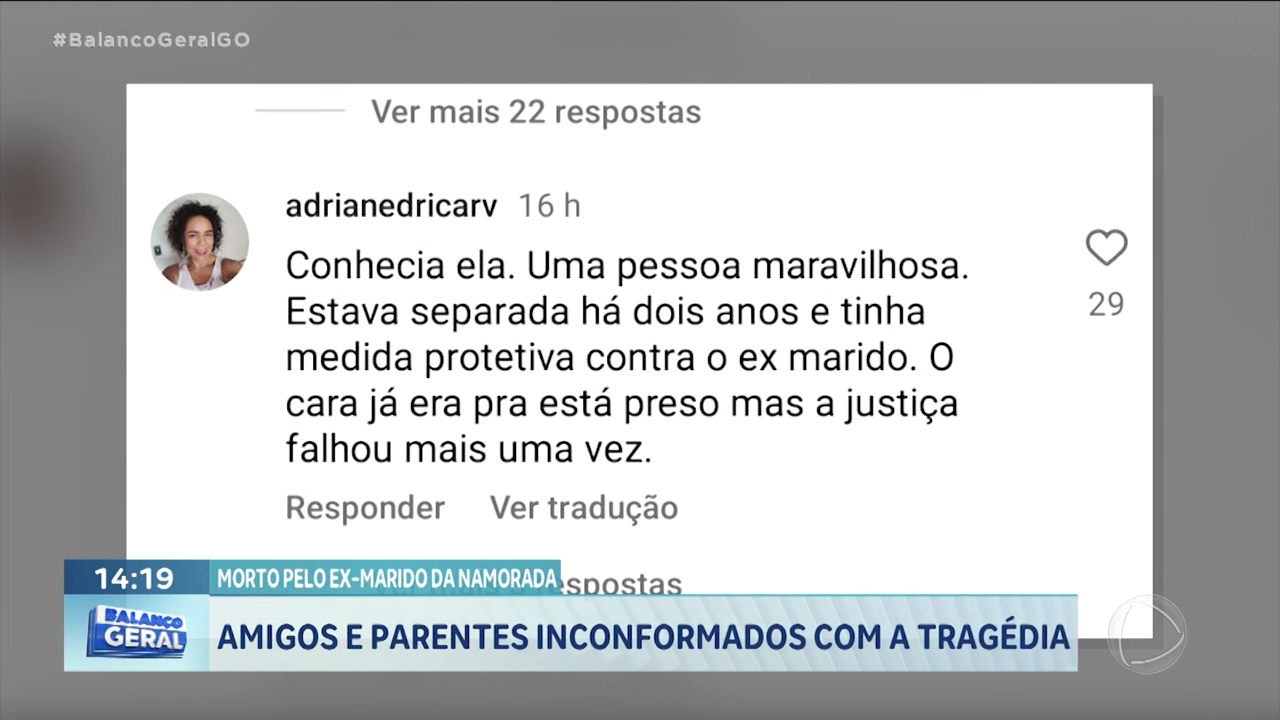 #BalancoGeralGO
Ver mais 22 respostas
adrianedricarv 16 h
Conhecia ela. Uma pessoa maravilhosa.
Estava separada há dois anos e tinha
medida protetiva contra o ex marido. O
cara já era pra está preso mas a justiça
falhou mais uma vez.
29
Responder Ver tradução
respostas
14:19 MORTO PELO EX-MARIDO DA NAMORADA
BALANÇO
GERAL
AMIGOS E PARENTES INCONFORMADOS COM A TRAGÉDIA